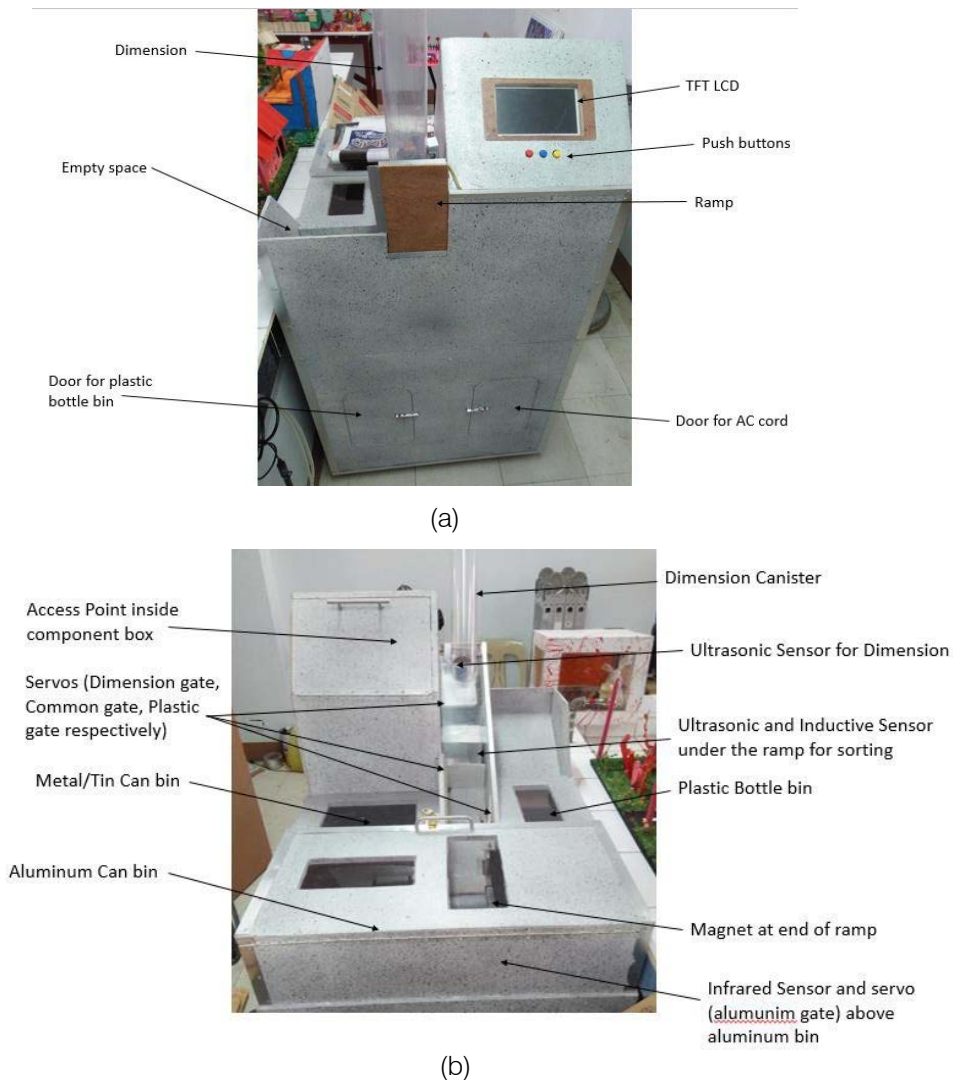 Dimension
TFT LCD
Push buttons
Empty space
Ramp
Door for plastic
bottle bin
Door for AC cord
(a)
Dimension Canister
Access Point inside
component box
Ultrasonic Sensor for Dimension
Servos (Dimension gate,
Common gate, Plastic
gate respectively)
Ultrasonic and Inductive Sensor
under the ramp for sorting
Metal/Tin Can bin
Plastic Bottle bin
Aluminum Can bin
Magnet at end of ramp
Infrared Sensor and servo
(alumunim gate) above
aluminum bin
(b)